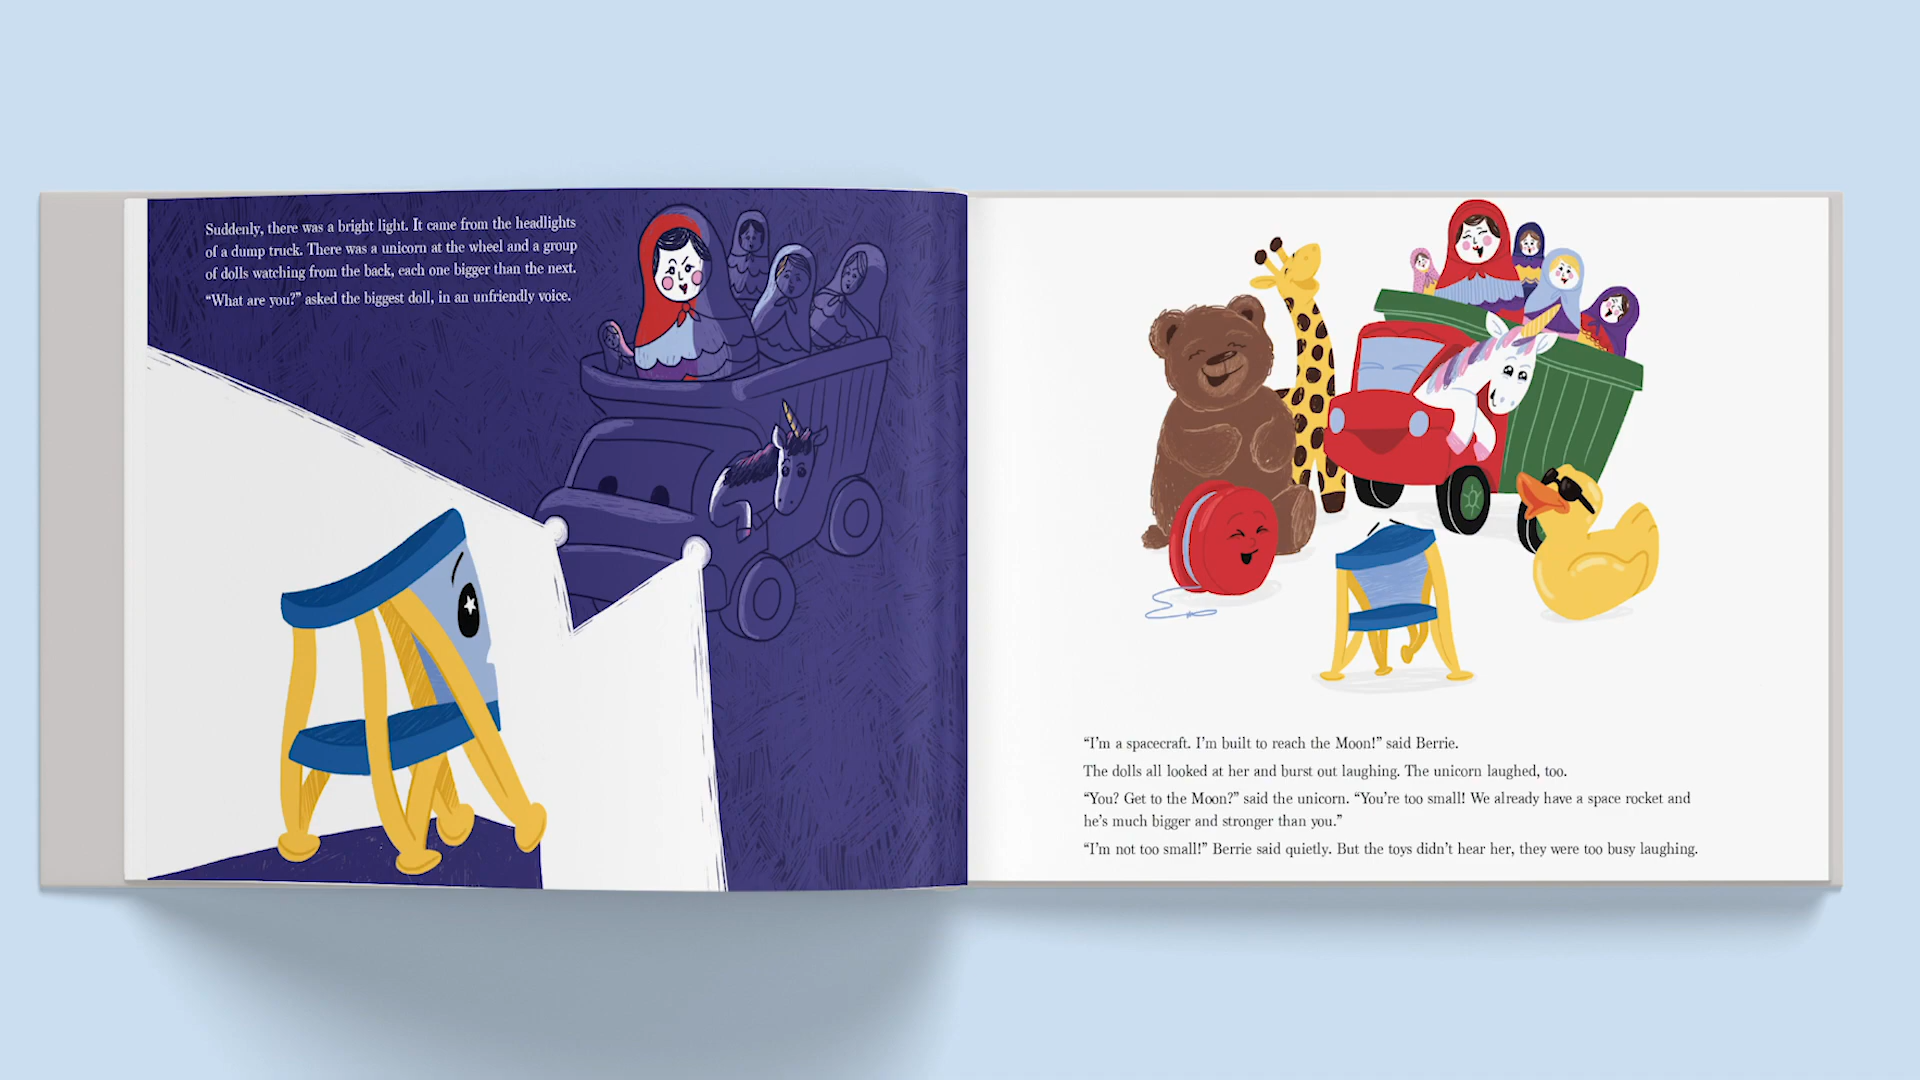 Suddenly, there was a bright light. It came from the headlights
of a dump truck. There was a unicorn at the wheel and a group
of dolls watching from the back, each one bigger than the next.
“What are you?” asked the biggest doll, in an unfriendly voice.
“I’m a spacecraft. I’m built to reach the Moon!” said Berrie.
The dolls all looked at her and burst out laughing. The unicorn laughed, too.
“You? Get to the Moon?” said the unicorn. “You’re too small! We already have a space rocket and
he’s much bigger and stronger than you.”
“I’m not too small!” Berrie said quietly. But the toys didn’t hear her, they were too busy laughing.